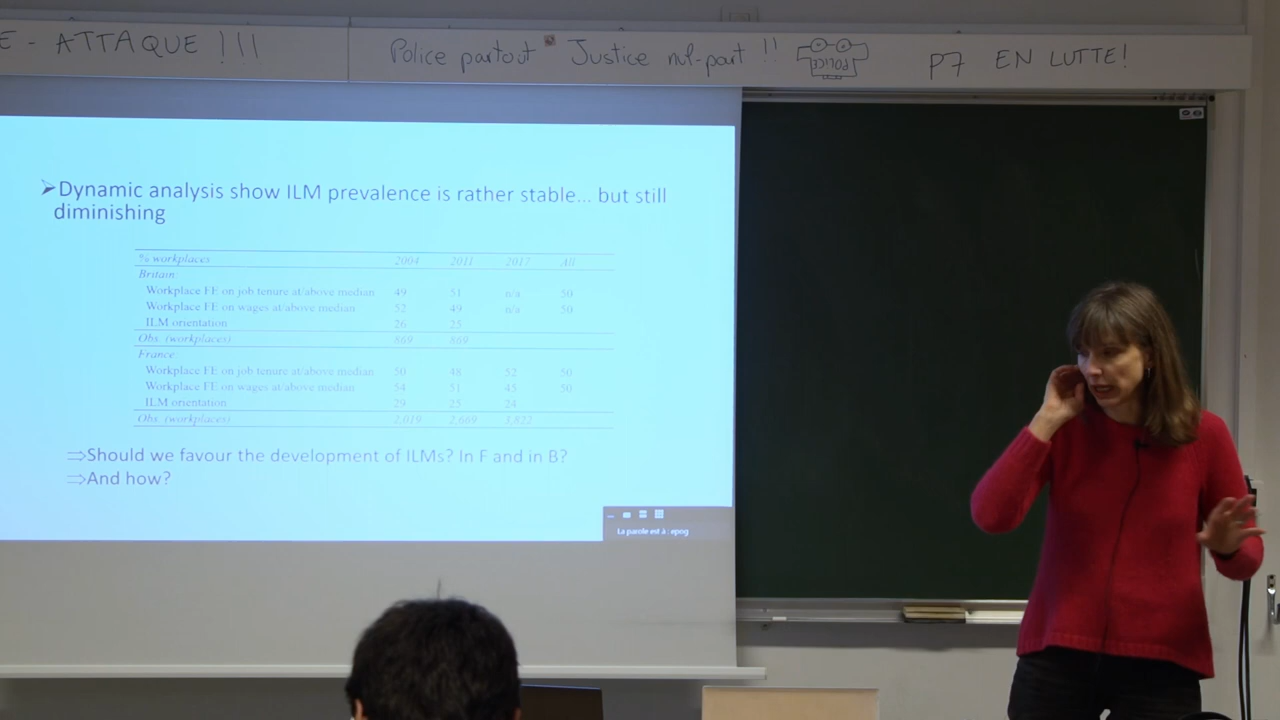 E - ATTAQUE !!!
Police partout Justice nul-part !!
POLICE
P7 EN LUTTE!
➢Dynamic analysis show ILM prevalence is rather stable... but still
diminishing
% workplaces 2004 2011 2017 All
Britain:
Workplace FE on job tenure at/above median 49 51 n/a 50
Workplace FE on wages at/above median 52 49 n/a 50
ILM orientation 26 25
Obs. (workplaces) 869 869
France:
Workplace FE on job tenure at/above median 50 48 52 50
Workplace FE on wages at/above median 54 51 45 50
ILM orientation 29 25 24
Obs. (workplaces) 2,019 2,669 3,822
⇒Should we favour the development of ILMs? In F and in B?
⇒And how?
La parole est à : epog